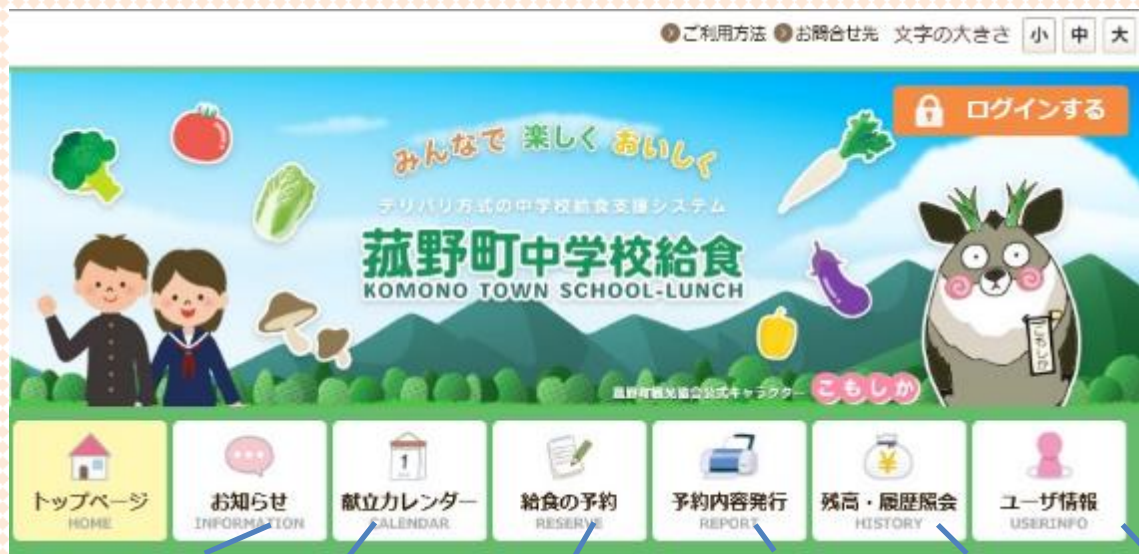 ご利用方法 お問合せ先 文字の大きさ 小 中 大
ログインする
みんなで 楽しく おいしく
デリバリ方式の中学校給食支援システム
菰野町中学校給食
KOMONO TOWN SCHOOL-LUNCH
こもしか
菰野町観光協会公式キャラクター こもしか
1
¥
トップページ お知らせ 献立カレンダー 給食の予約 予約内容発行 残高・履歴照会 ユーザ情報
HOME INFORMATION CALENDAR RESERVE REPORT HISTORY USERINFO